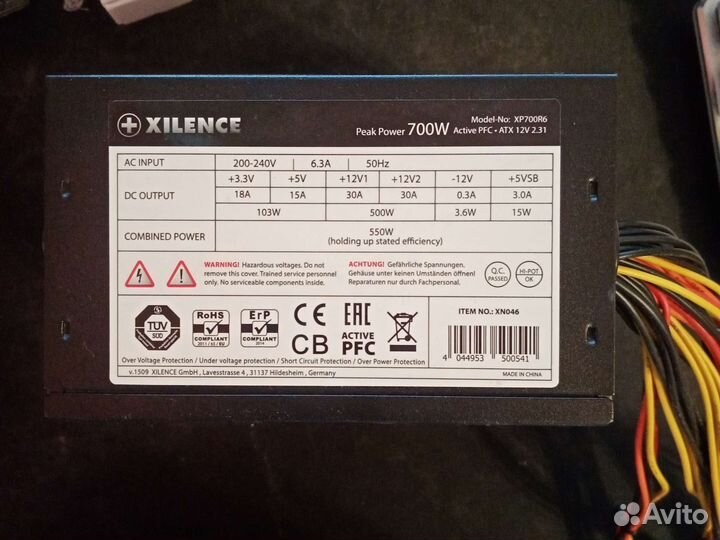 XILENCE
Model-No: XP700R6
Peak Power 700W Active PFC • ATX 12V 2.31
AC INPUT 200-240V 6.3A 50Hz
DC OUTPUT +3.3V +5V +12V1 +12V2 -12V +5VSB
18A 15A 30A 30A 0.3A 3.0A
103W 500W 3.6W 15W
COMBINED POWER 550W
(holding up stated efficiency)
WARNING! Hazardous voltages. Do not
remove this cover. Trained service personnel
only. No serviceable components inside.
ACHTUNG! Gefährliche Spannungen.
Gehäuse unter keinen Umständen öffnen.
Reparaturen nur durch Fachpersonal.
Q.C.
PASSED
HI-POT
OK
TÜV
SÜD
RoHS
COMPLIANT
2011 / 65 / EU
ErP
COMPLIANT
2014
CE
CB
EAC
ACTIVE
PFC
ITEM NO.: XN046
4 044953 500541
Over Voltage Protection / Under voltage Protection / Short Circuit Protection / Over Power Protection
v.1509 XILENCE GmbH, Lavesstrasse 4, 31137 Hildesheim, Germany
MADE IN CHINA
Avito